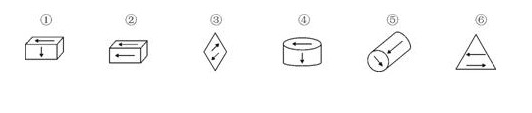 ① ② ③ ④ ⑤ ⑥